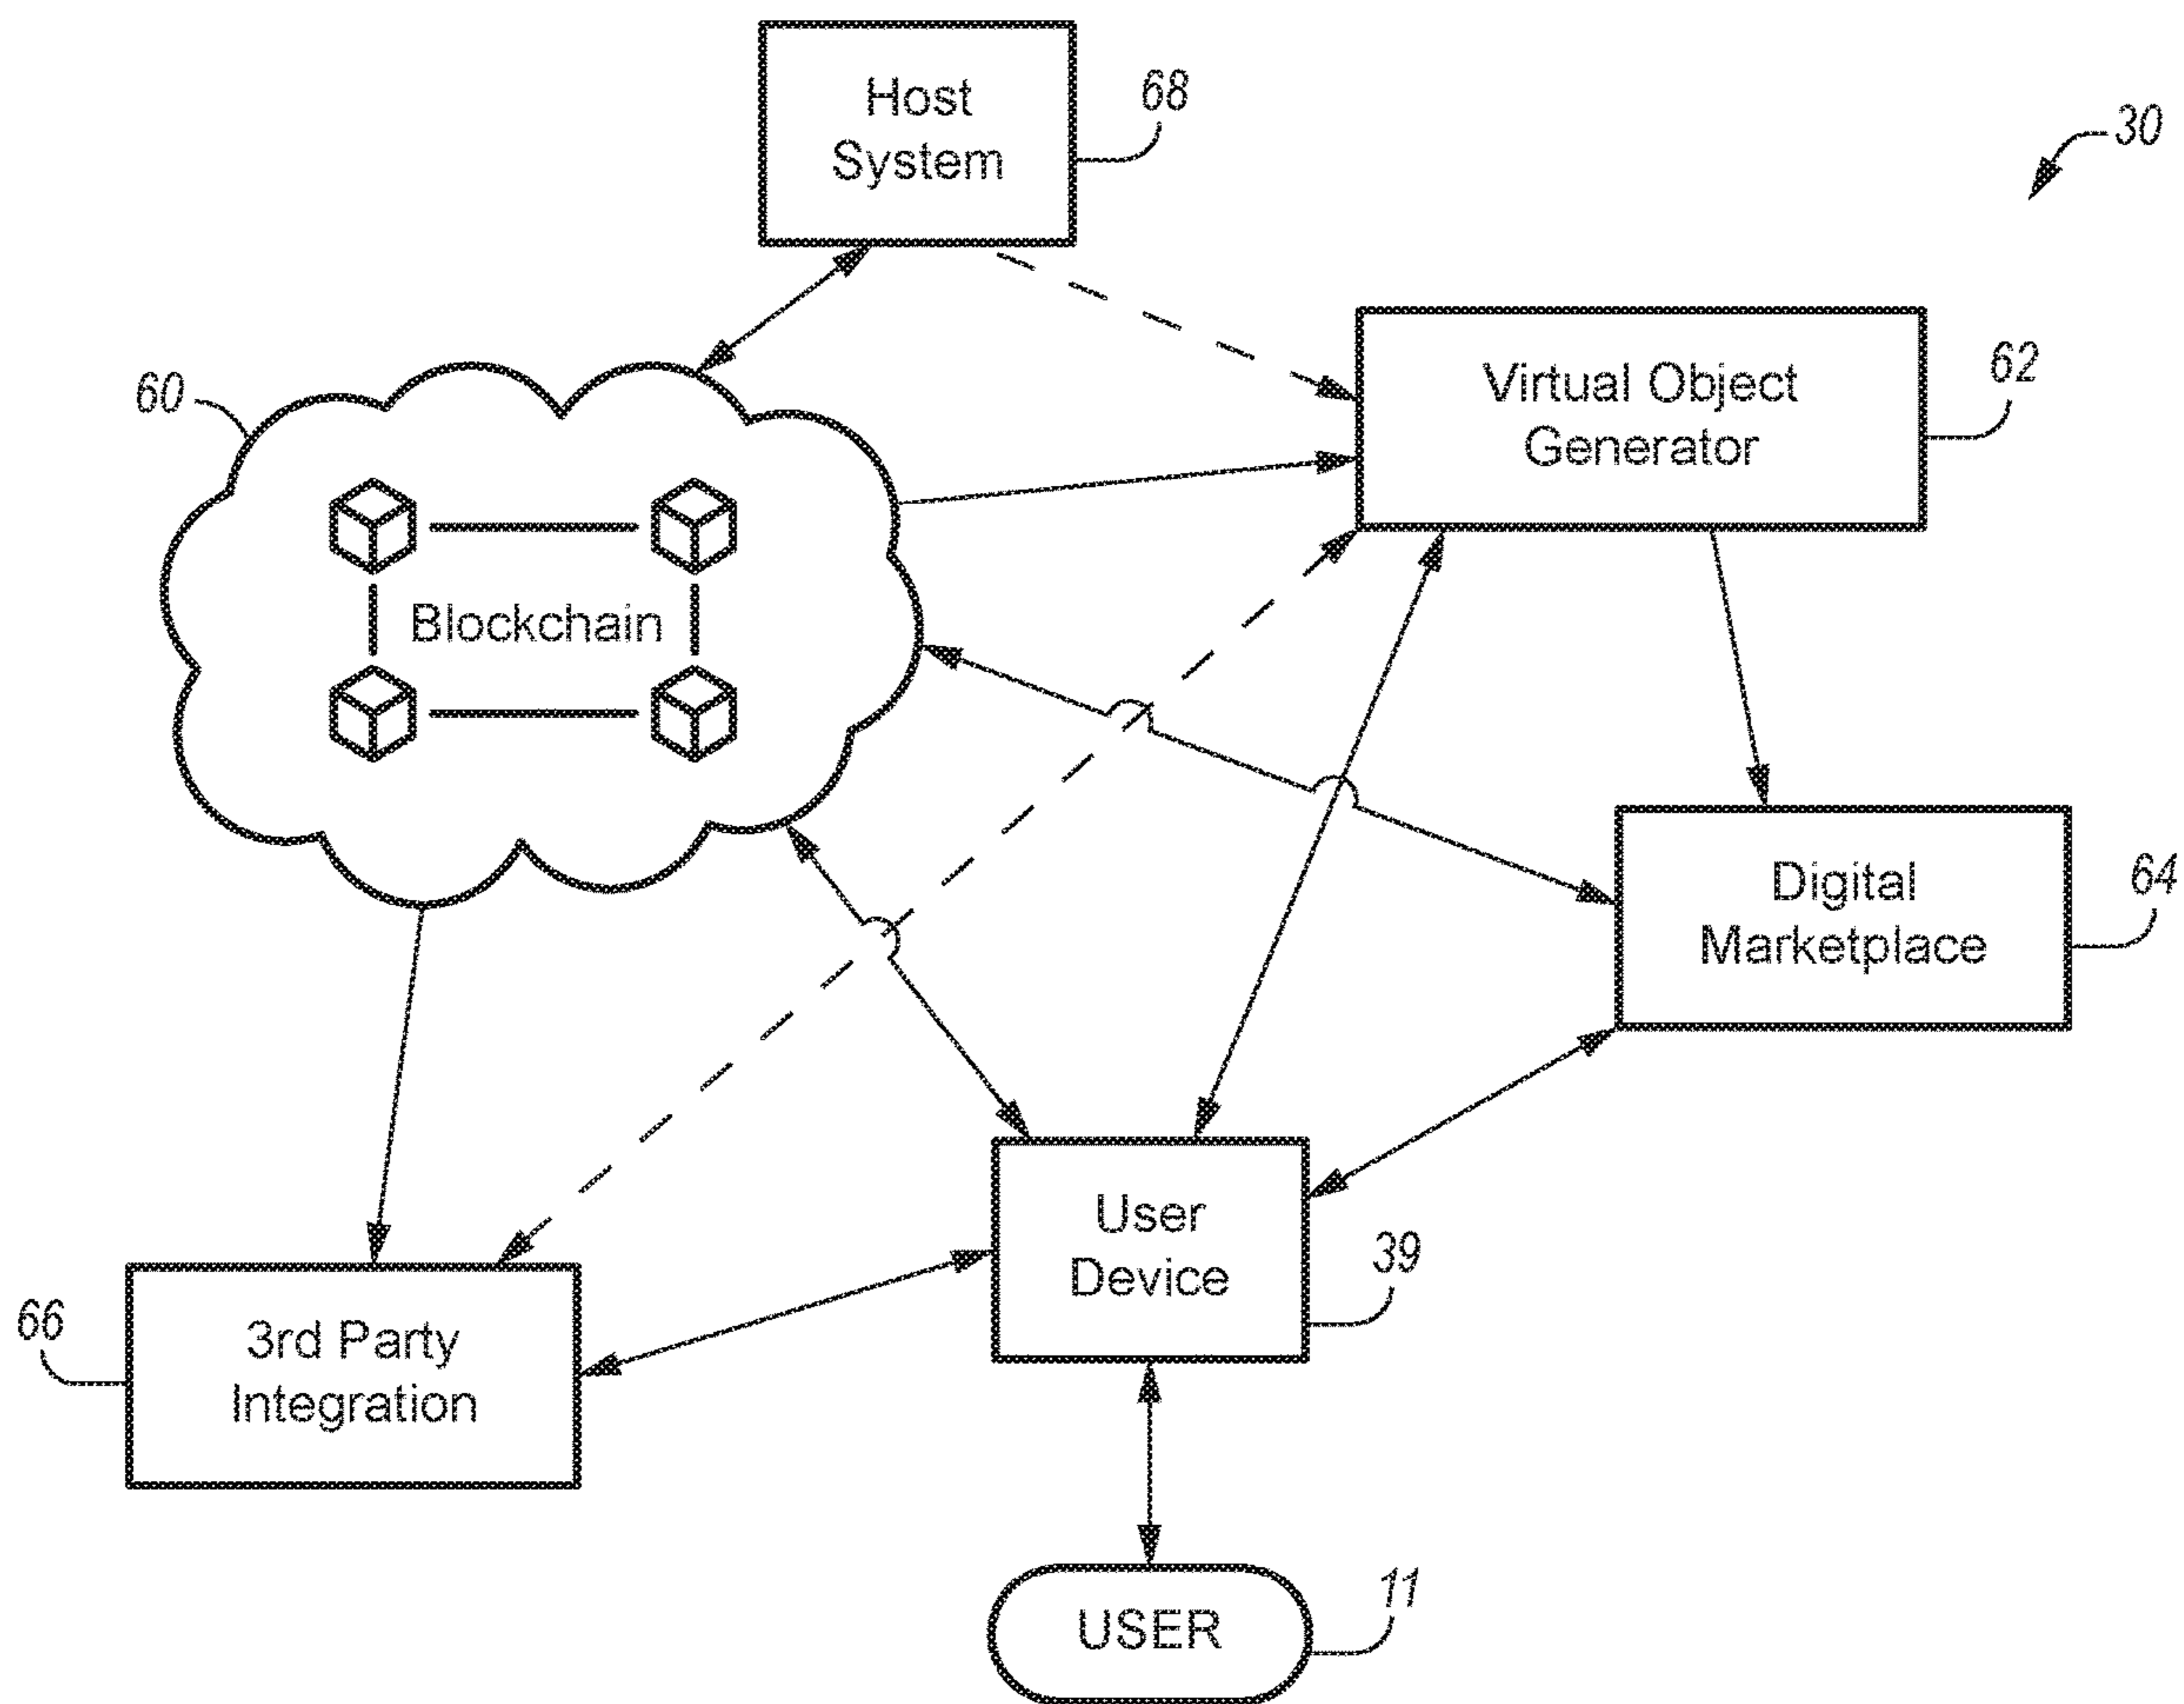 Host
System
68
30
Virtual Object
Generator
62
60
Blockchain
Digital
Marketplace
64
User
Device
39
3rd Party
Integration
66
USER
11